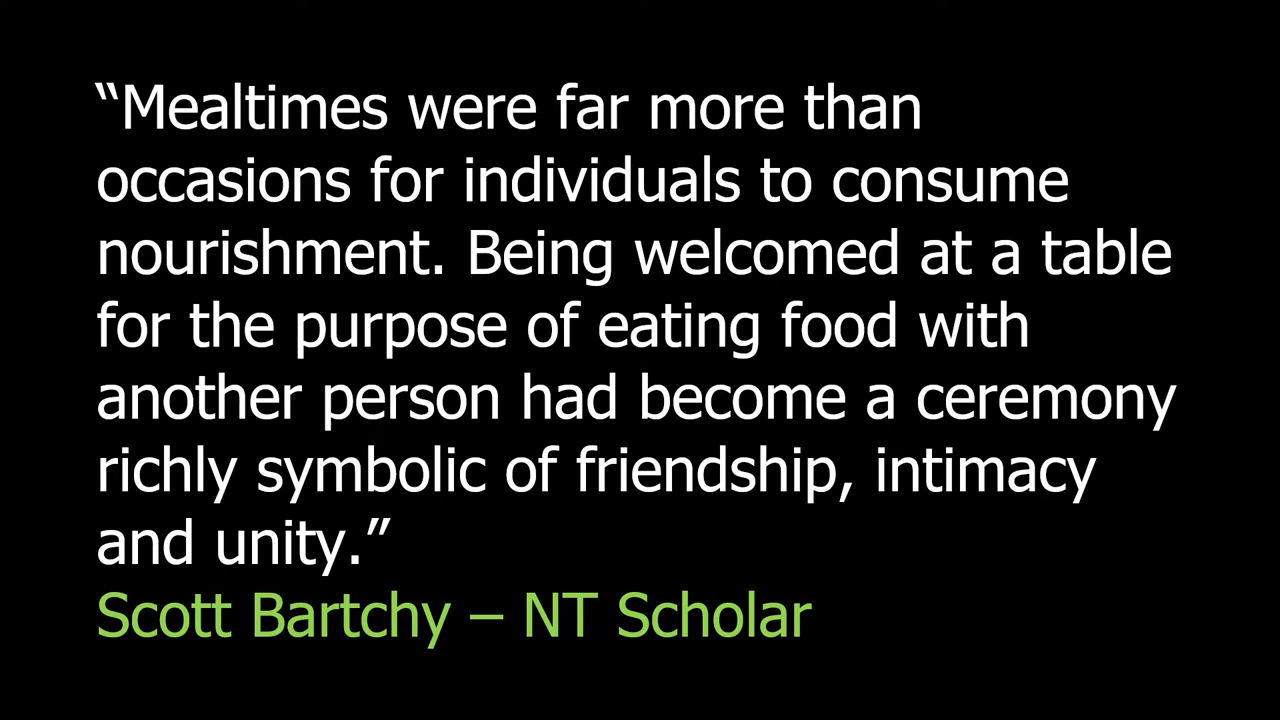 “Mealtimes were far more than
occasions for individuals to consume
nourishment. Being welcomed at a table
for the purpose of eating food with
another person had become a ceremony
richly symbolic of friendship, intimacy
and unity.”
Scott Bartchy – NT Scholar